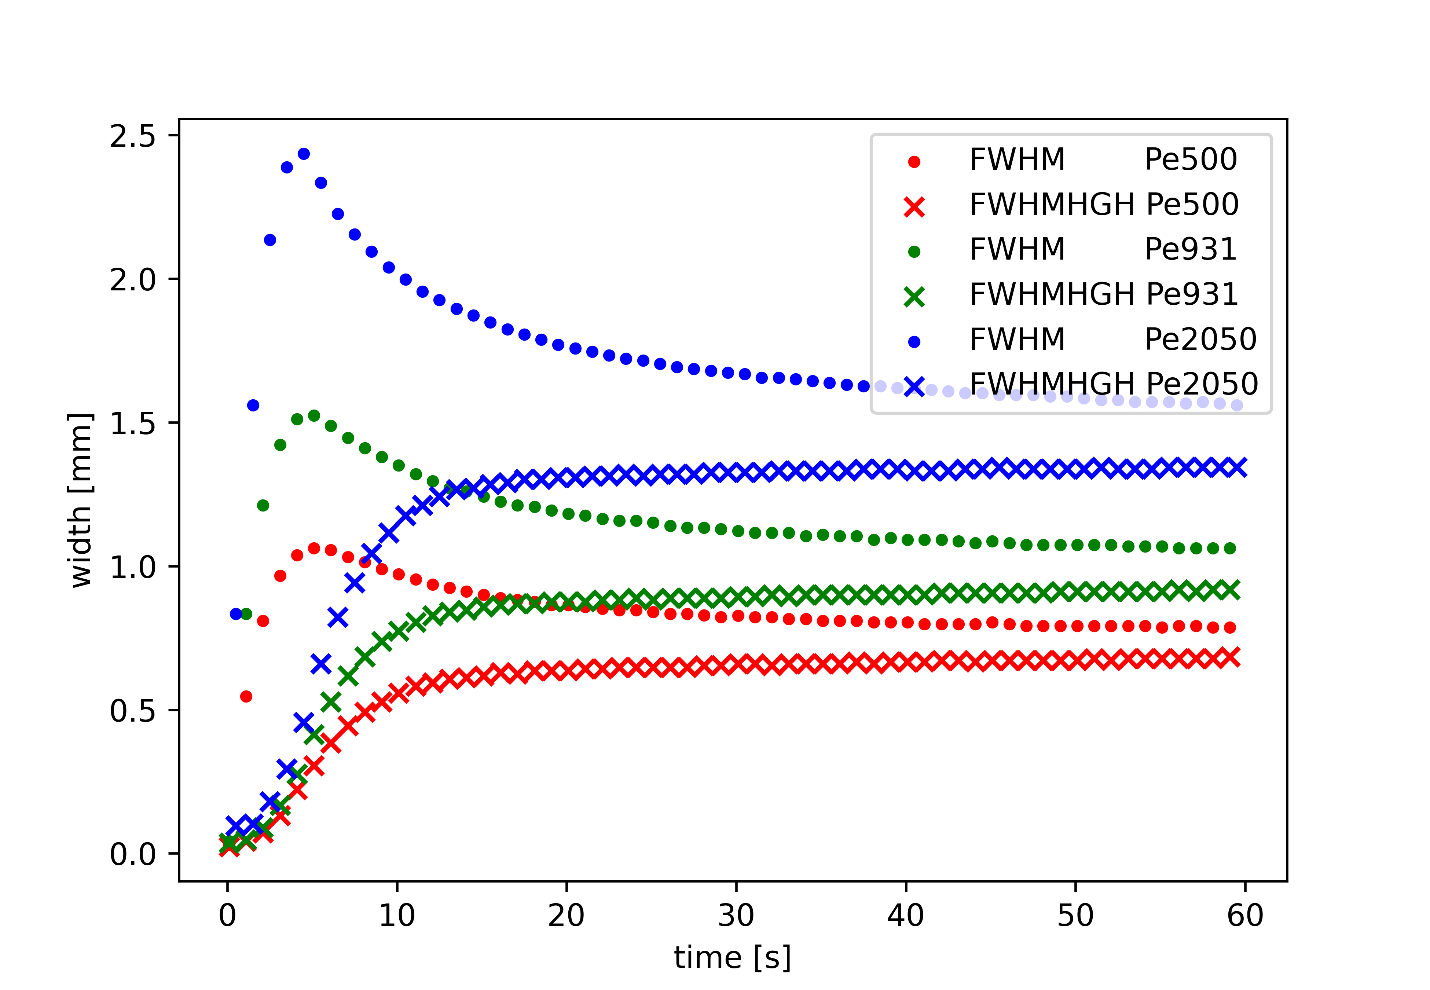 2.5
2.0
1.5
1.0
0.5
0.0
width [mm]
FWHM Pe500
FWHMHGH Pe500
FWHM Pe931
FWHMHGH Pe931
FWHM Pe2050
FWHMHGH Pe2050
0 10 20 30 40 50 60
time [s]